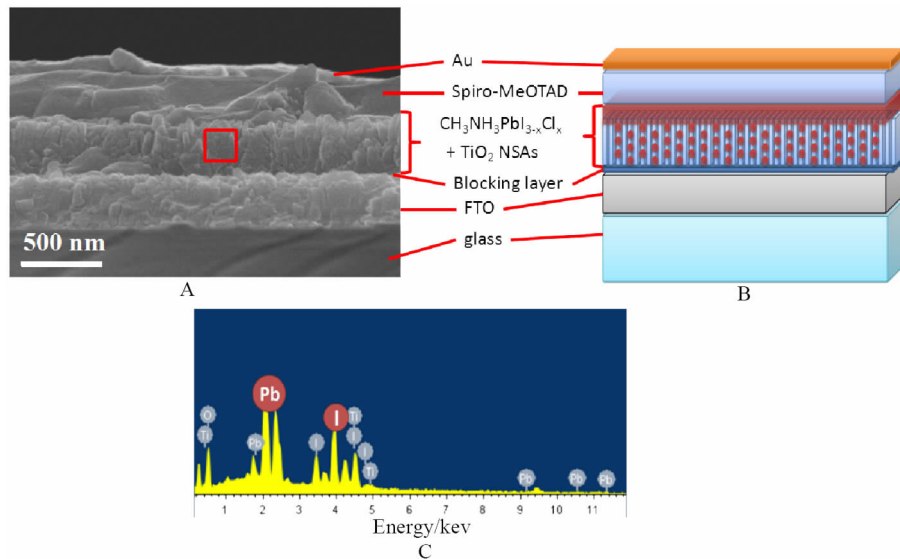 Au
Spiro-MeOTAD
CH₃NH₃PbI₃₋ₓClₓ
+ TiO₂ NSAs
Blocking layer
FTO
glass
500 nm
A
B
Pb
I
O
Ti
Ti
I
Pb
I
I
Ti
Pb
Pb
Pb
1 2 3 4 5 6 7 8 9 10 11
Energy/kev
C